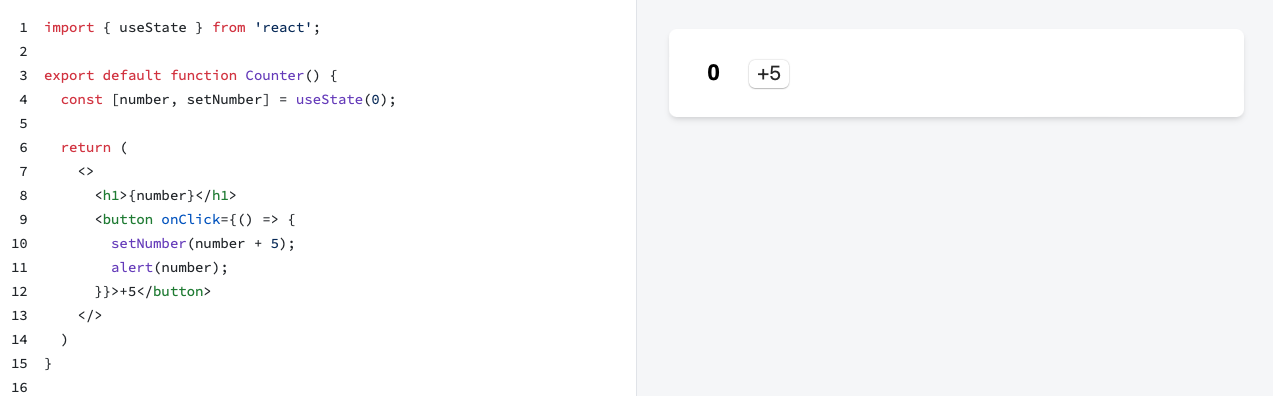 1 import { useState } from 'react';
2
3 export default function Counter() {
4   const [number, setNumber] = useState(0);
5
6   return (
7     <>
8       <h1>{number}</h1>
9       <button onClick={() => {
10         setNumber(number + 5);
11         alert(number);
12       }}>+5</button>
13     </>
14   )
15 }
16
0 +5